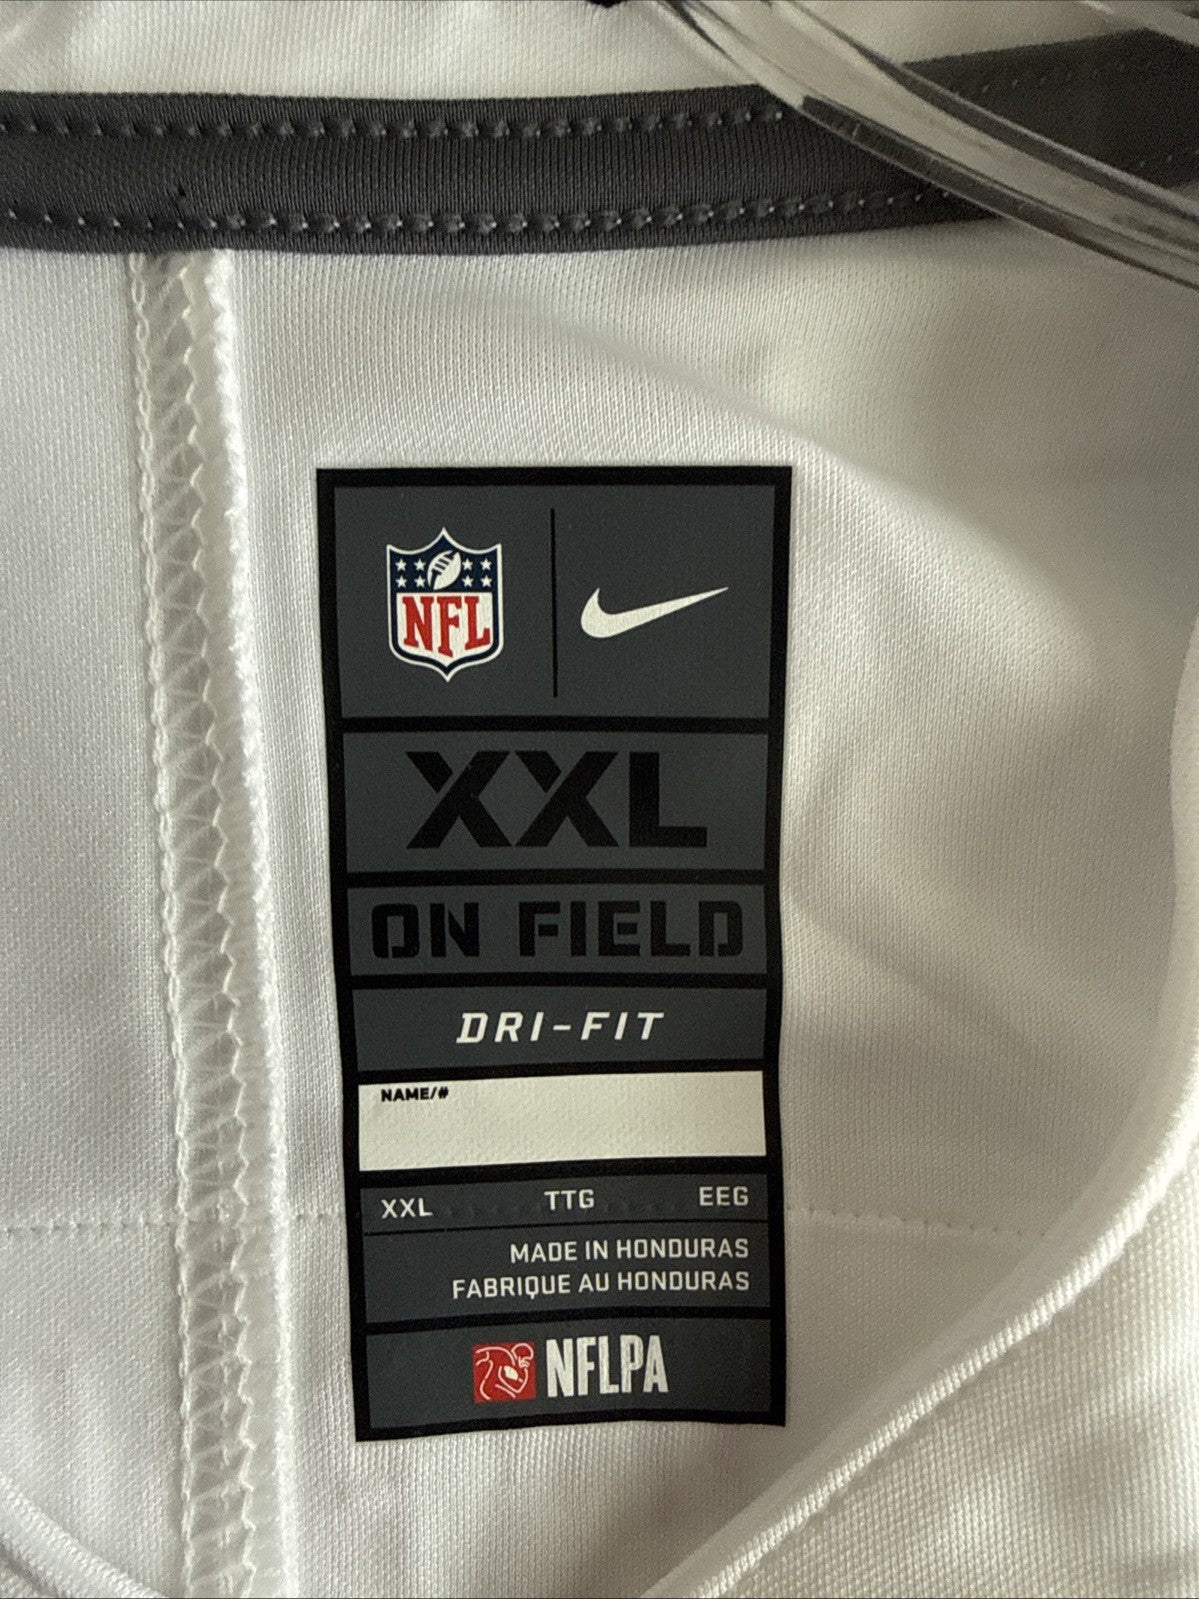 NFL
XXL
ON FIELD
DRI-FIT
NAME/#
XXL TTG EEG
MADE IN HONDURAS
FABRIQUE AU HONDURAS
NFLPA